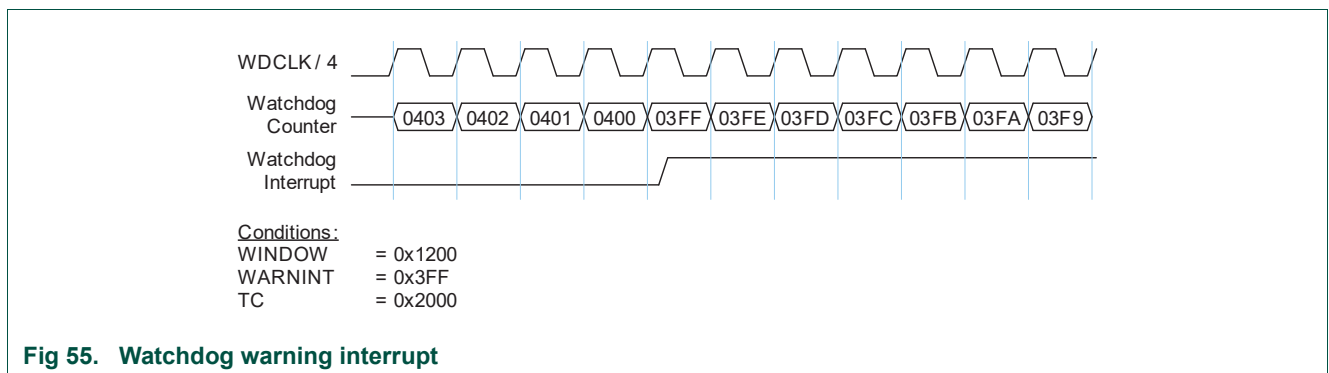 WDCLK / 4
Watchdog Counter 0403 0402 0401 0400 03FF 03FE 03FD 03FC 03FB 03FA 03F9
Watchdog Interrupt
Conditions:
WINDOW = 0x1200
WARNINT = 0x3FF
TC = 0x2000
Fig 55. Watchdog warning interrupt